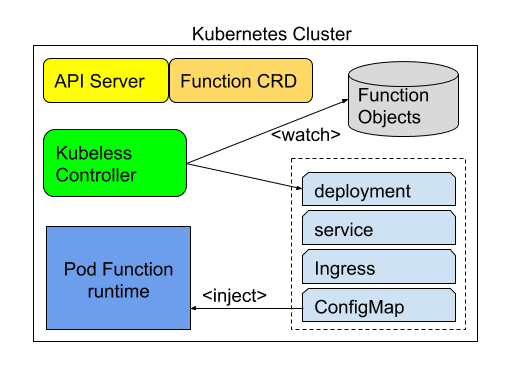 Kubernetes Cluster
API Server
Function CRD
Function
Objects
<watch>
Kubeless
Controller
deployment
service
Ingress
ConfigMap
Pod Function
runtime
<inject>